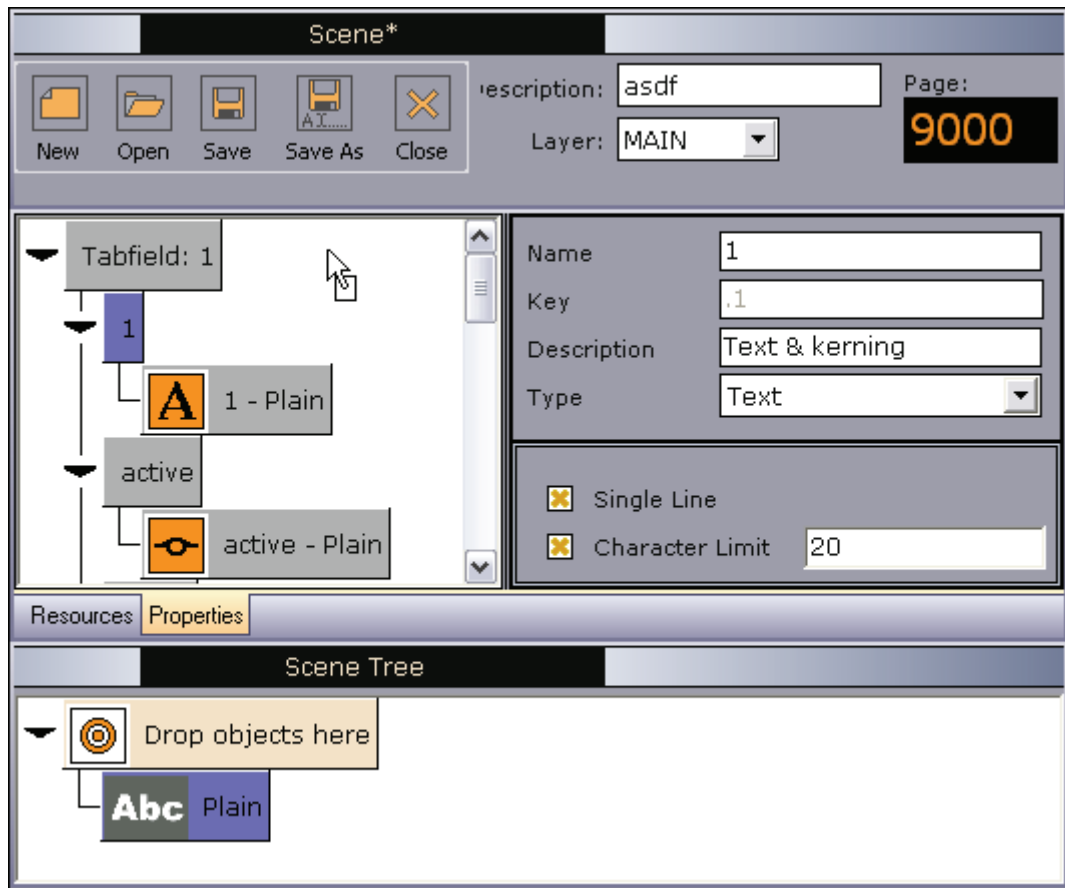 Scene*
New Open Save Save As Close
escription: asdf
Layer: MAIN
Page:
9000
Tabfield: 1
1
1 - Plain
active
active - Plain
Name 1
Key .1
Description Text & kerning
Type Text
Single Line
Character Limit 20
Resources Properties
Scene Tree
Drop objects here
Abc Plain